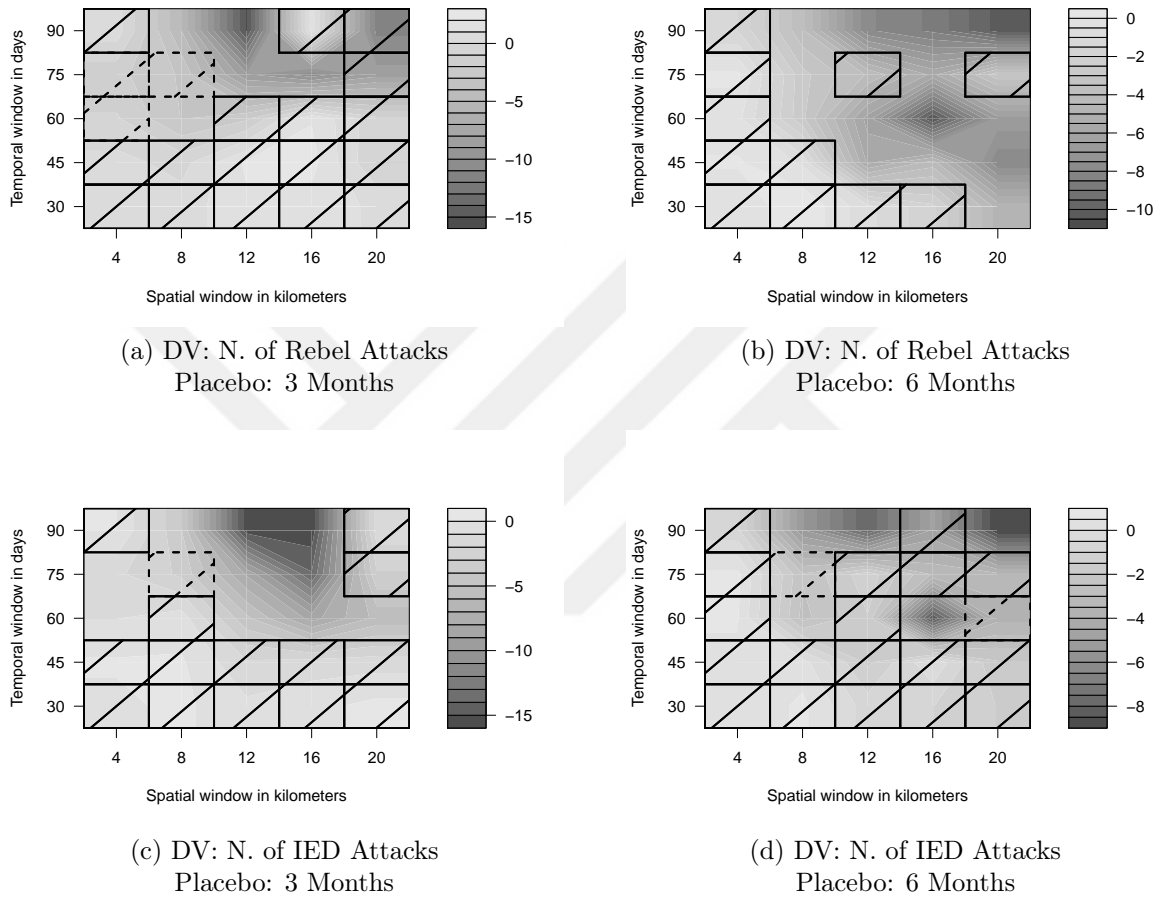 Temporal window in days
90
75
60
45
30
4 8 12 16 20
Spatial window in kilometers
0
−5
−10
−15
(a) DV: N. of Rebel Attacks
Placebo: 3 Months
Temporal window in days
90
75
60
45
30
4 8 12 16 20
Spatial window in kilometers
0
−2
−4
−6
−8
−10
(b) DV: N. of Rebel Attacks
Placebo: 6 Months
Temporal window in days
90
75
60
45
30
4 8 12 16 20
Spatial window in kilometers
0
−5
−10
−15
(c) DV: N. of IED Attacks
Placebo: 3 Months
Temporal window in days
90
75
60
45
30
4 8 12 16 20
Spatial window in kilometers
0
−2
−4
−6
−8
(d) DV: N. of IED Attacks
Placebo: 6 Months